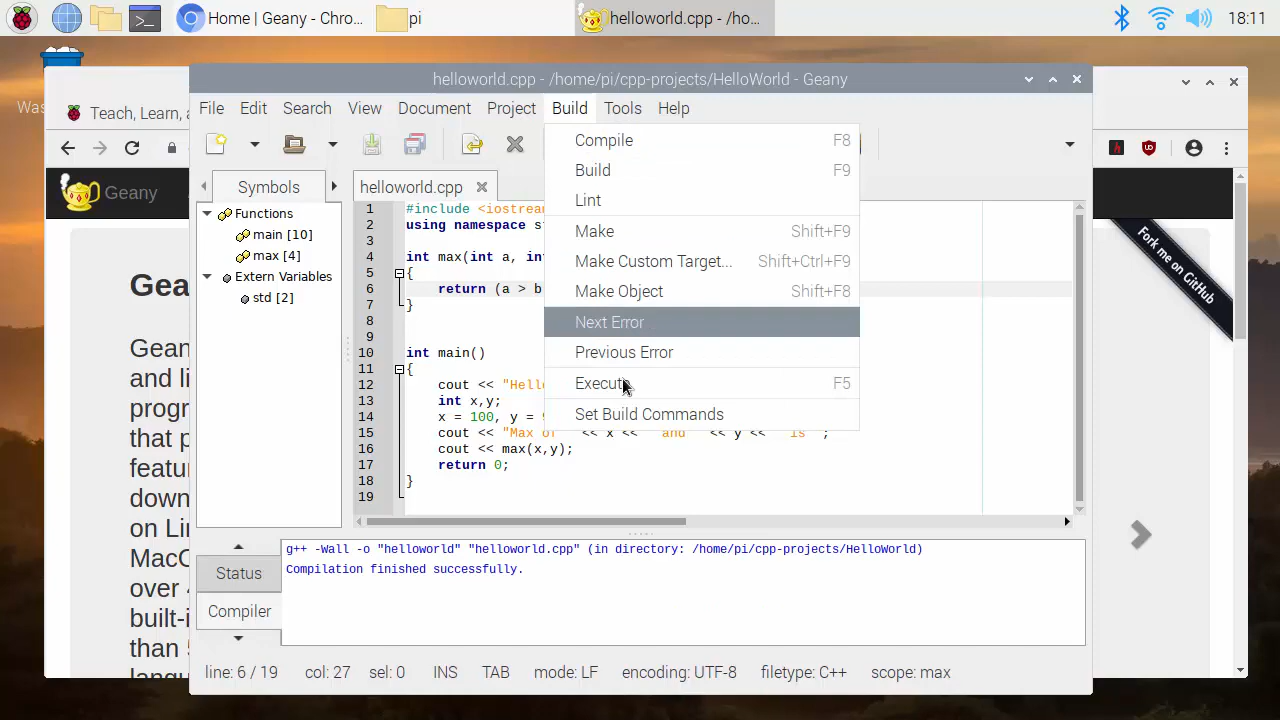 Home | Geany - Chro...
pi
helloworld.cpp - /ho...
18:11
Was
Teach, Learn, a
helloworld.cpp - /home/pi/cpp-projects/HelloWorld - Geany
File Edit Search View Document Project Build Tools Help
Geany
Symbols
helloworld.cpp
Functions
main [10]
max [4]
Extern Variables
std [2]
1 #include <iostream
2 using namespace s
3
4 int max(int a, in
5 {
6 return (a > b
7 }
8
9
10 int main()
11 {
12 cout << "Hell
13 int x,y;
14 x = 100, y =
15 cout << "Max of " << x << " and " << y << " is ";
16 cout << max(x,y);
17 return 0;
18 }
19
Compile F8
Build F9
Lint
Make Shift+F9
Make Custom Target... Shift+Ctrl+F9
Make Object Shift+F8
Next Error
Previous Error
Execute F5
Set Build Commands
Fork me on GitHub
Gea
Geany
and li
progr
that p
featur
down
on Lin
MacO
over 4
built-i
than 5
langu
Status
Compiler
g++ -Wall -o "helloworld" "helloworld.cpp" (in directory: /home/pi/cpp-projects/HelloWorld)
Compilation finished successfully.
line: 6 / 19 col: 27 sel: 0 INS TAB mode: LF encoding: UTF-8 filetype: C++ scope: max